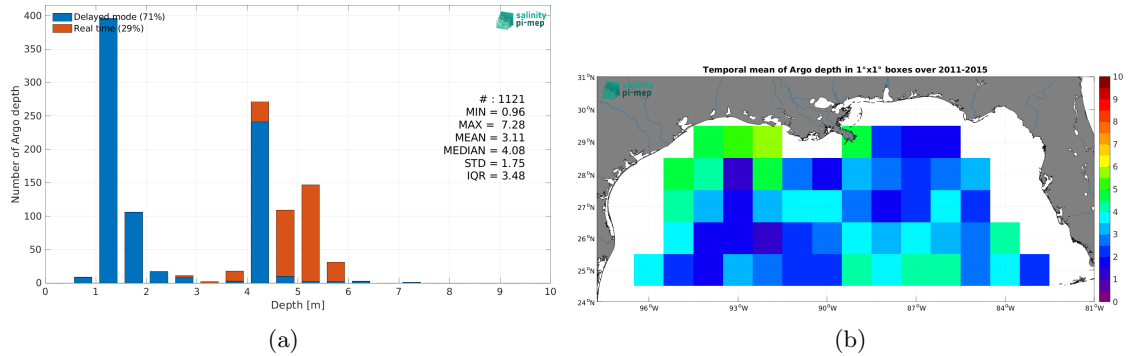 Delayed mode (71%)
Real time (29%)
salinity
pi-mep
400
350
300
250
200
150
100
50
0
Number of Argo depth
# : 1121
MIN = 0.96
MAX = 7.28
MEAN = 3.11
MEDIAN = 4.08
STD = 1.75
IQR = 3.48
0 1 2 3 4 5 6 7 8 9 10
Depth [m]
(a)
Temporal mean of Argo depth in 1°x1° boxes over 2011-2015
salinity
pi-mep
31°N
30°N
29°N
28°N
27°N
26°N
25°N
24°N
96°W 93°W 90°W 87°W 84°W 81°W
10
9
8
7
6
5
4
3
2
1
0
(b)